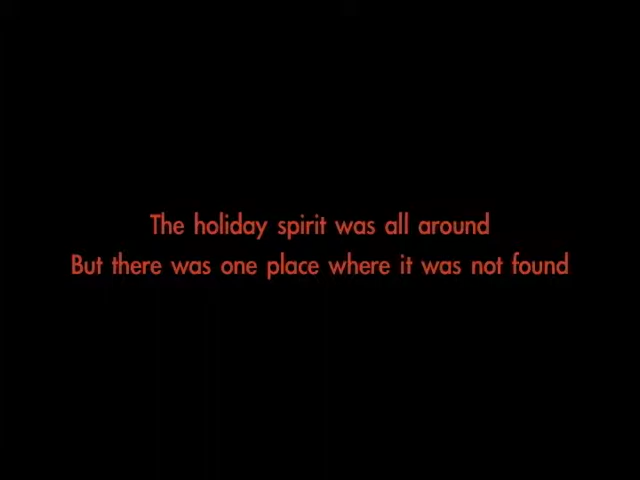 The holiday spirit was all around
But there was one place where it was not found